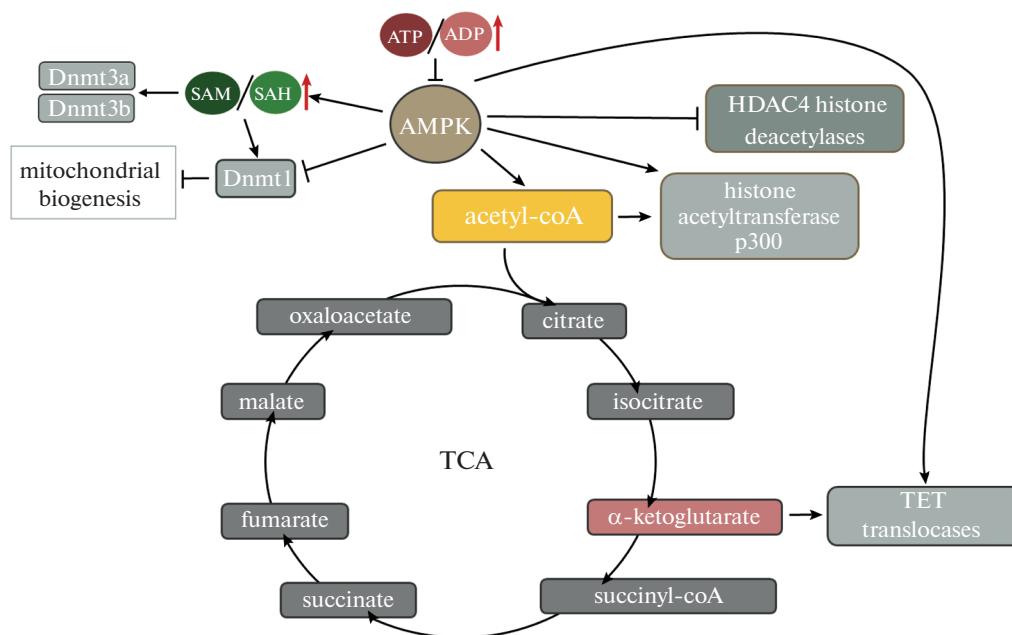 ATP
ADP
Dnmt3a
Dnmt3b
SAM
SAH
AMPK
HDAC4 histone
deacetylases
mitochondrial
biogenesis
Dnmt1
histone
acetyltransferase
p300
acetyl-coA
oxaloacetate
citrate
malate
isocitrate
TCA
fumarate
α-ketoglutarate
TET
translocases
succinate
succinyl-coA